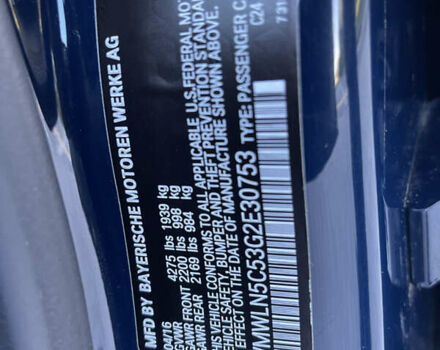 MFD BY BAYERISCHE MOTOREN WERKE AG
04/16
GVWR 4275 lbs 1939 kg
GAWR FRONT 2200 lbs 998 kg
GAWR REAR 2169 lbs 984 kg
THIS VEHICLE CONFORMS TO ALL APPLICABLE U.S. FEDERAL MOTOR
VEHICLE SAFETY, BUMPER AND THEFT PREVENTION STANDA
IN EFFECT ON THE DATE OF MANUFACTURE SHOWN ABOVE.
WMWLN5C53G2E30753 TYPE: PASSENGER C
C24